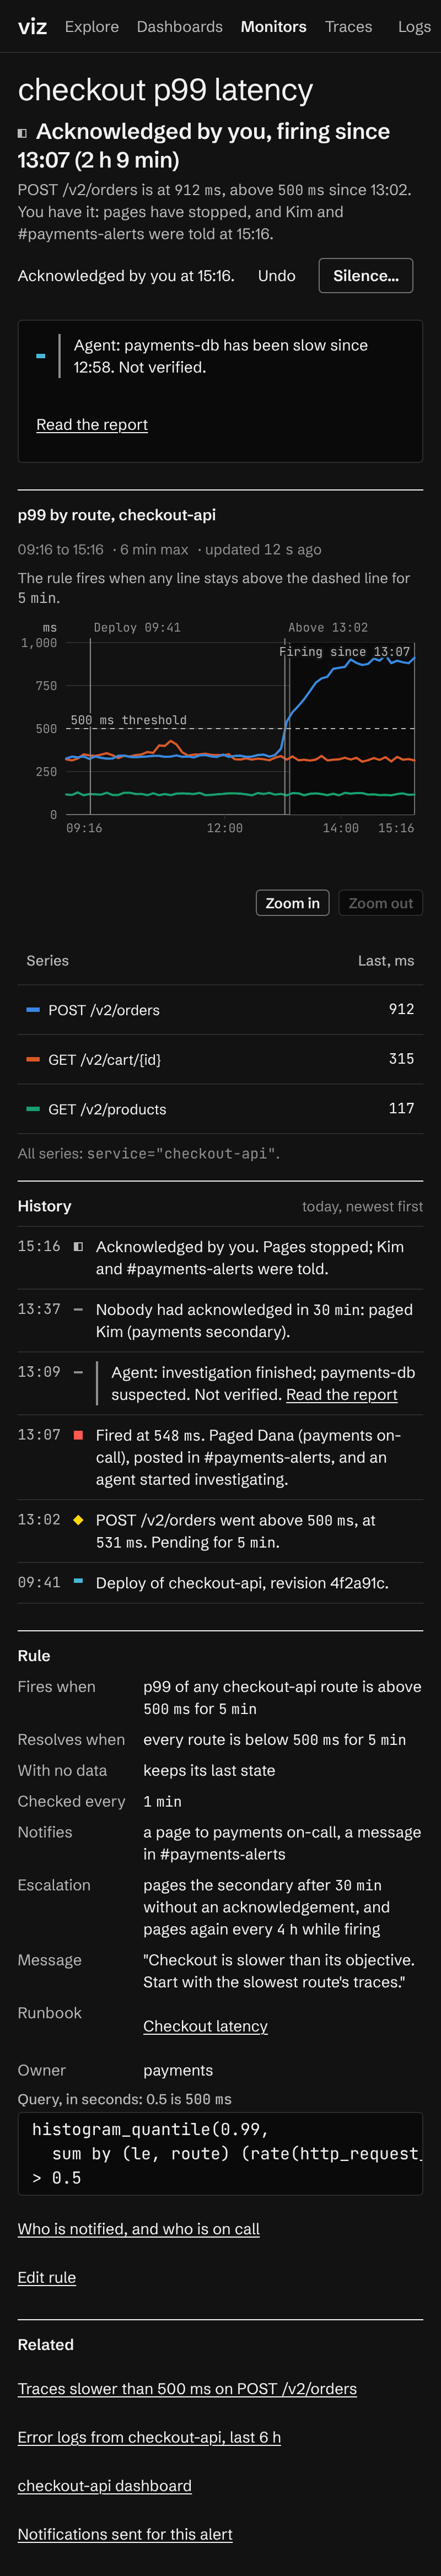 viz Explore Dashboards Monitors Traces Logs
checkout p99 latency
Acknowledged by you, firing since
13:07 (2 h 9 min)
POST /v2/orders is at 912 ms, above 500 ms since 13:02.
You have it: pages have stopped, and Kim and
#payments-alerts were told at 15:16.
Acknowledged by you at 15:16. Undo Silence…
Agent: payments-db has been slow since
12:58. Not verified.
Read the report
p99 by route, checkout-api
09:16 to 15:16 · 6 min max · updated 12 s ago
The rule fires when any line stays above the dashed line for
5 min.
ms Deploy 09:41 Above 13:02
1,000
Firing since 13:07
750
500 ms threshold
500
250
0
09:16 12:00 14:00 15:16
Zoom in Zoom out
Series Last, ms
POST /v2/orders 912
GET /v2/cart/{id} 315
GET /v2/products 117
All series: service="checkout-api".
History today, newest first
15:16 Acknowledged by you. Pages stopped; Kim
and #payments-alerts were told.
13:37 Nobody had acknowledged in 30 min: paged
Kim (payments secondary).
13:09 Agent: investigation finished; payments-db
suspected. Not verified. Read the report
13:07 Fired at 548 ms. Paged Dana (payments on-
call), posted in #payments-alerts, and an
agent started investigating.
13:02 POST /v2/orders went above 500 ms, at
531 ms. Pending for 5 min.
09:41 Deploy of checkout-api, revision 4f2a91c.
Rule
Fires when p99 of any checkout-api route is above
500 ms for 5 min
Resolves when every route is below 500 ms for 5 min
With no data keeps its last state
Checked every 1 min
Notifies a page to payments on-call, a message
in #payments-alerts
Escalation pages the secondary after 30 min
without an acknowledgement, and
pages again every 4 h while firing
Message "Checkout is slower than its objective.
Start with the slowest route's traces."
Runbook Checkout latency
Owner payments
Query, in seconds: 0.5 is 500 ms
histogram_quantile(0.99,
sum by (le, route) (rate(http_request_
> 0.5
Who is notified, and who is on call
Edit rule
Related
Traces slower than 500 ms on POST /v2/orders
Error logs from checkout-api, last 6 h
checkout-api dashboard
Notifications sent for this alert